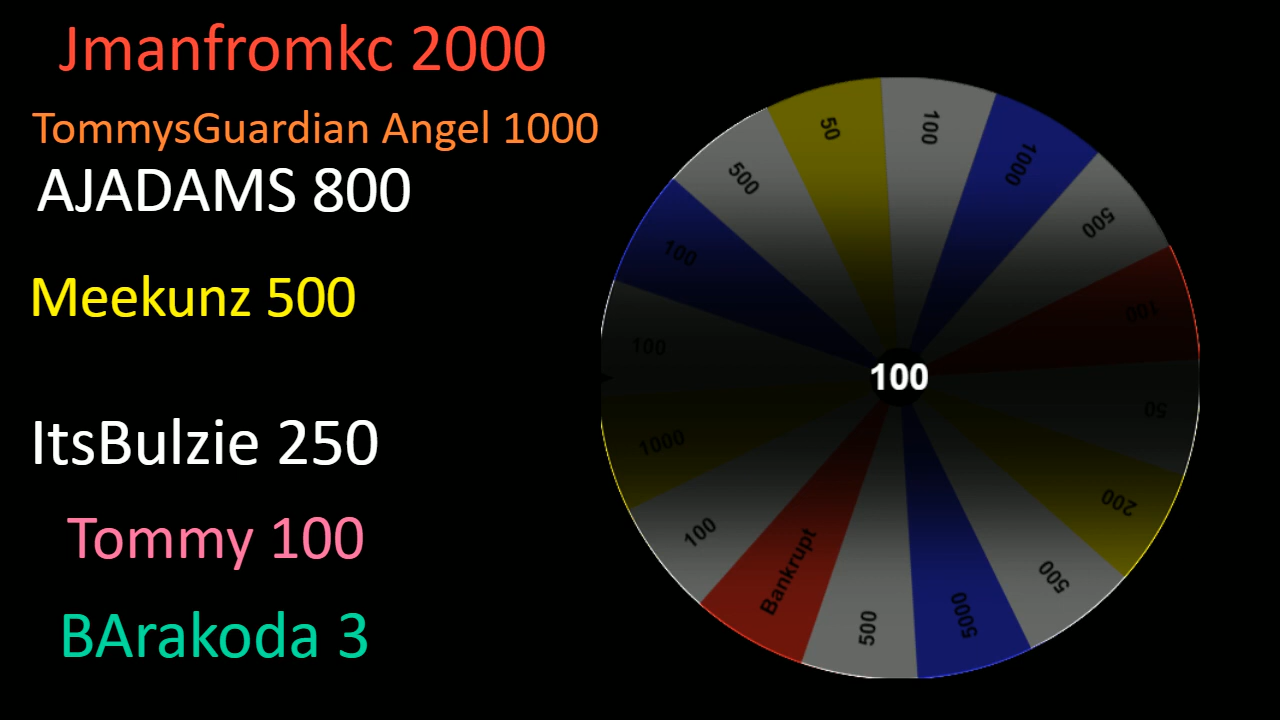 Jmanfromkc 2000
TommysGuardian Angel 1000
AJADAMS 800
Meekunz 500
ItsBulzie 250
Tommy 100
BArakoda 3
50
100
1000
500
100
50
200
500
5000
500
Bankrupt
100
1000
100
100
500
100